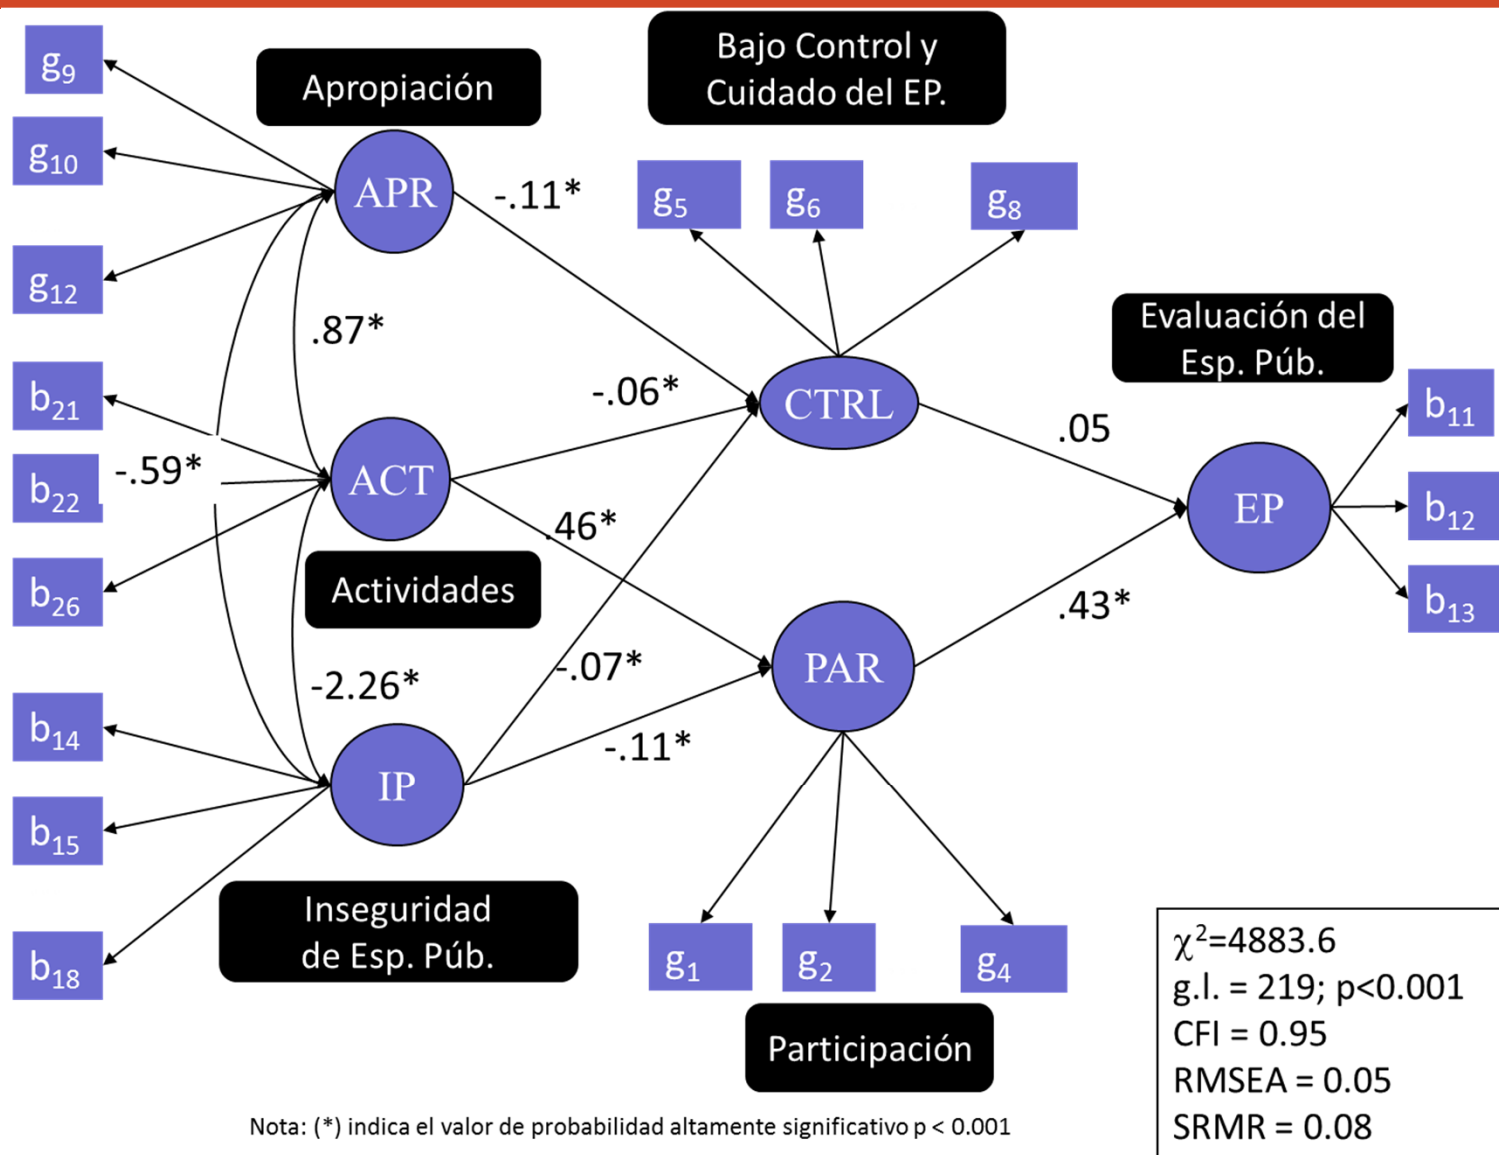 g9
Apropiación
Bajo Control y
Cuidado del EP.
g10
APR
-.11*
g5
g6
g8
g12
.87*
Evaluación del
Esp. Púb.
b21
-.06*
CTRL
.05
b11
b22
-.59*
ACT
.46*
EP
b12
b26
Actividades
.43*
b13
-2.26*
-.07*
PAR
b14
-.11*
IP
b15
Inseguridad
de Esp. Púb.
b18
g1
g2
g4
Participación
χ²=4883.6
g.l. = 219; p<0.001
CFI = 0.95
RMSEA = 0.05
SRMR = 0.08
Nota: (*) indica el valor de probabilidad altamente significativo p < 0.001